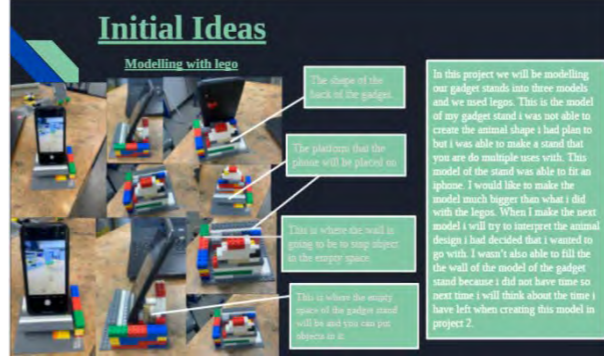 Initial Ideas
Modelling with lego
The shape of the
back of the gadget.
The platform that the
phone will be placed on
This is where the wall is
going to be to stop object
in the empty space.
This is where the empty
space of the gadget stand
will be and you can put
objects in it.
In this project we will be modelling
our gadget stands into three models
and we used legos. This is the model
of my gadget stand i was not able to
create the animal shape i had plan to
but i was able to make a stand that
you are do multiple uses with. This
model of the stand was able to fit an
iphone. I would like to make the
model much bigger than what i did
with the legos. When I make the next
model i will try to interpret the animal
design i had decided that i wanted to
go with. I wasn't also able to fill the
the wall of the model of the gadget
stand because i did not have time so
next time i will think about the time i
have left when creating this model in
project 2.